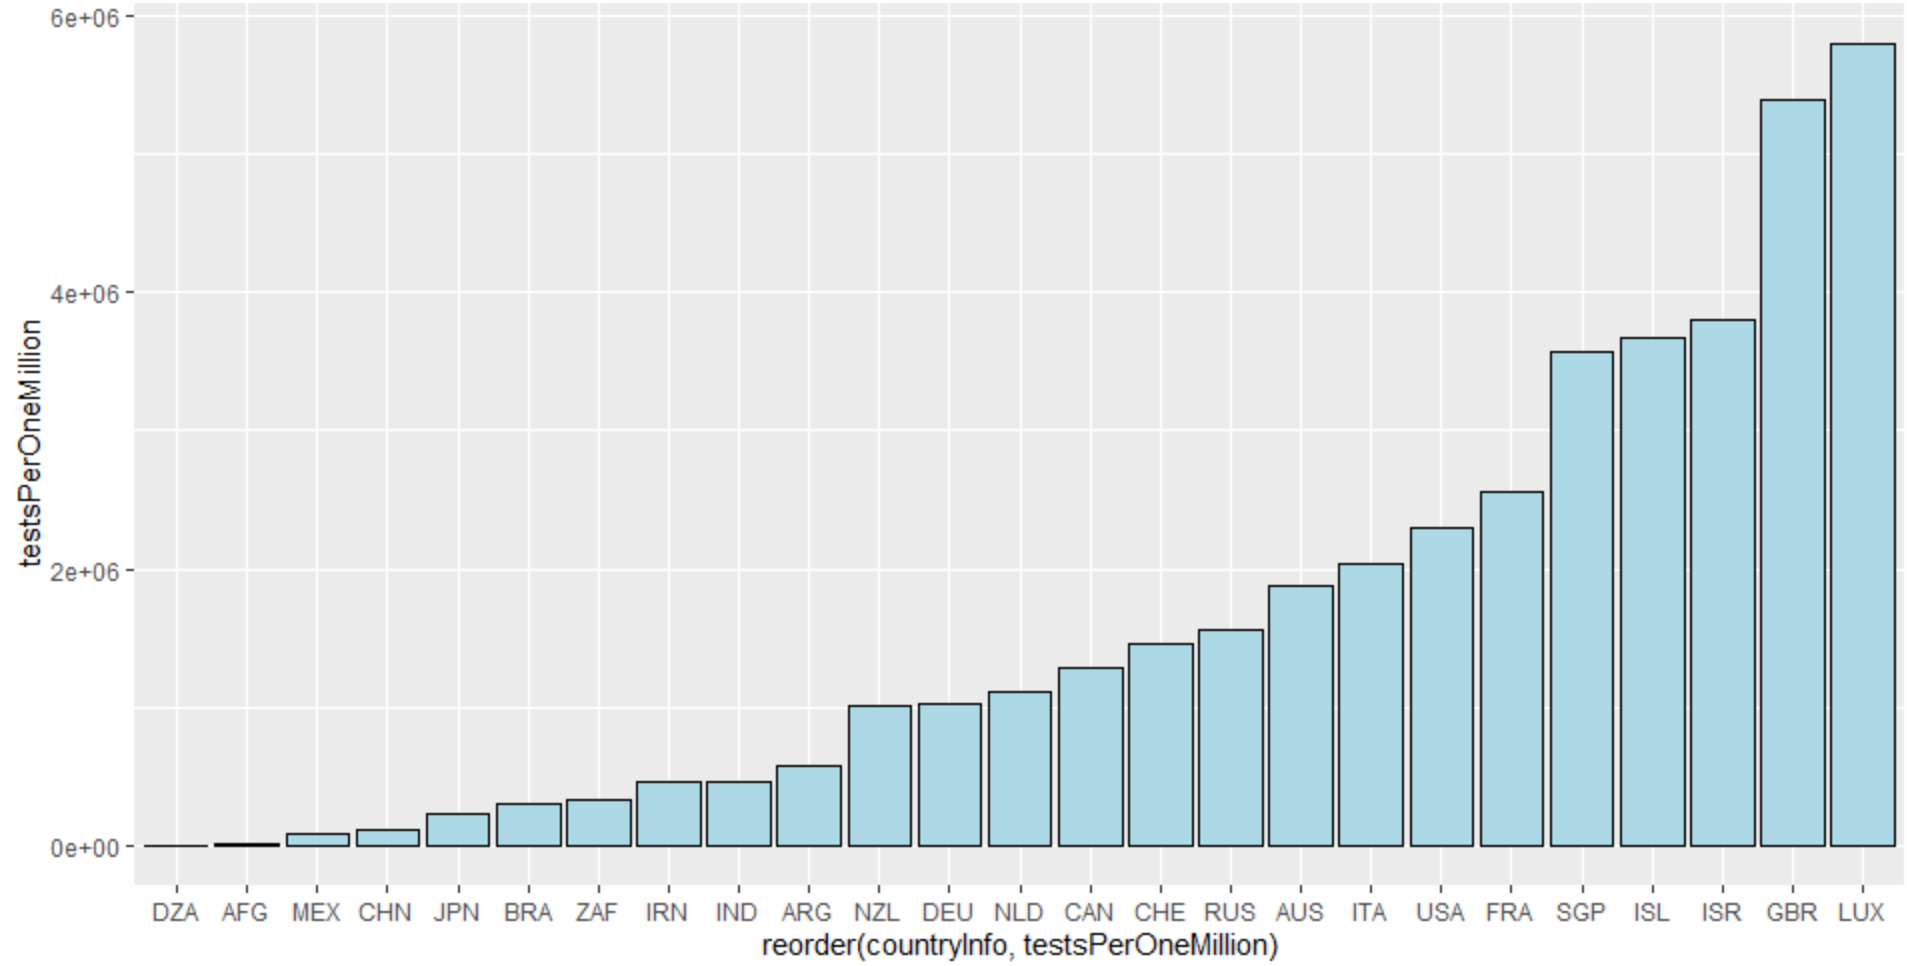 6e+06
4e+06
2e+06
0e+00
testsPerOneMillion
DZA AFG MEX CHN JPN BRA ZAF IRN IND ARG NZL DEU NLD CAN CHE RUS AUS ITA USA FRA SGP ISL ISR GBR LUX
reorder(countryInfo, testsPerOneMillion)